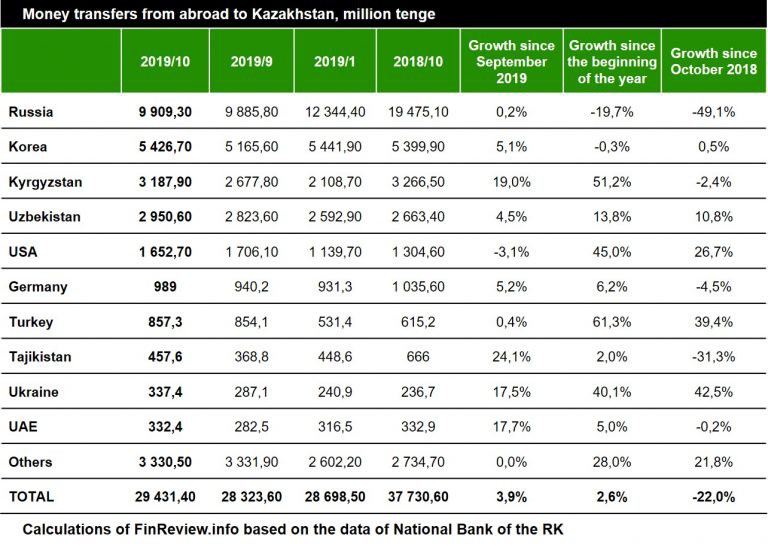 Money transfers from abroad to Kazakhstan, million tenge
2019/10 2019/9 2019/1 2018/10 Growth since September 2019 Growth since the beginning of the year Growth since October 2018
Russia 9 909,30 9 885,80 12 344,40 19 475,10 0,2% -19,7% -49,1%
Korea 5 426,70 5 165,60 5 441,90 5 399,90 5,1% -0,3% 0,5%
Kyrgyzstan 3 187,90 2 677,80 2 108,70 3 266,50 19,0% 51,2% -2,4%
Uzbekistan 2 950,60 2 823,60 2 592,90 2 663,40 4,5% 13,8% 10,8%
USA 1 652,70 1 706,10 1 139,70 1 304,60 -3,1% 45,0% 26,7%
Germany 989 940,2 931,3 1 035,60 5,2% 6,2% -4,5%
Turkey 857,3 854,1 531,4 615,2 0,4% 61,3% 39,4%
Tajikistan 457,6 368,8 448,6 666 24,1% 2,0% -31,3%
Ukraine 337,4 287,1 240,9 236,7 17,5% 40,1% 42,5%
UAE 332,4 282,5 316,5 332,9 17,7% 5,0% -0,2%
Others 3 330,50 3 331,90 2 602,20 2 734,70 0,0% 28,0% 21,8%
TOTAL 29 431,40 28 323,60 28 698,50 37 730,60 3,9% 2,6% -22,0%
Calculations of FinReview.info based on the data of National Bank of the RK